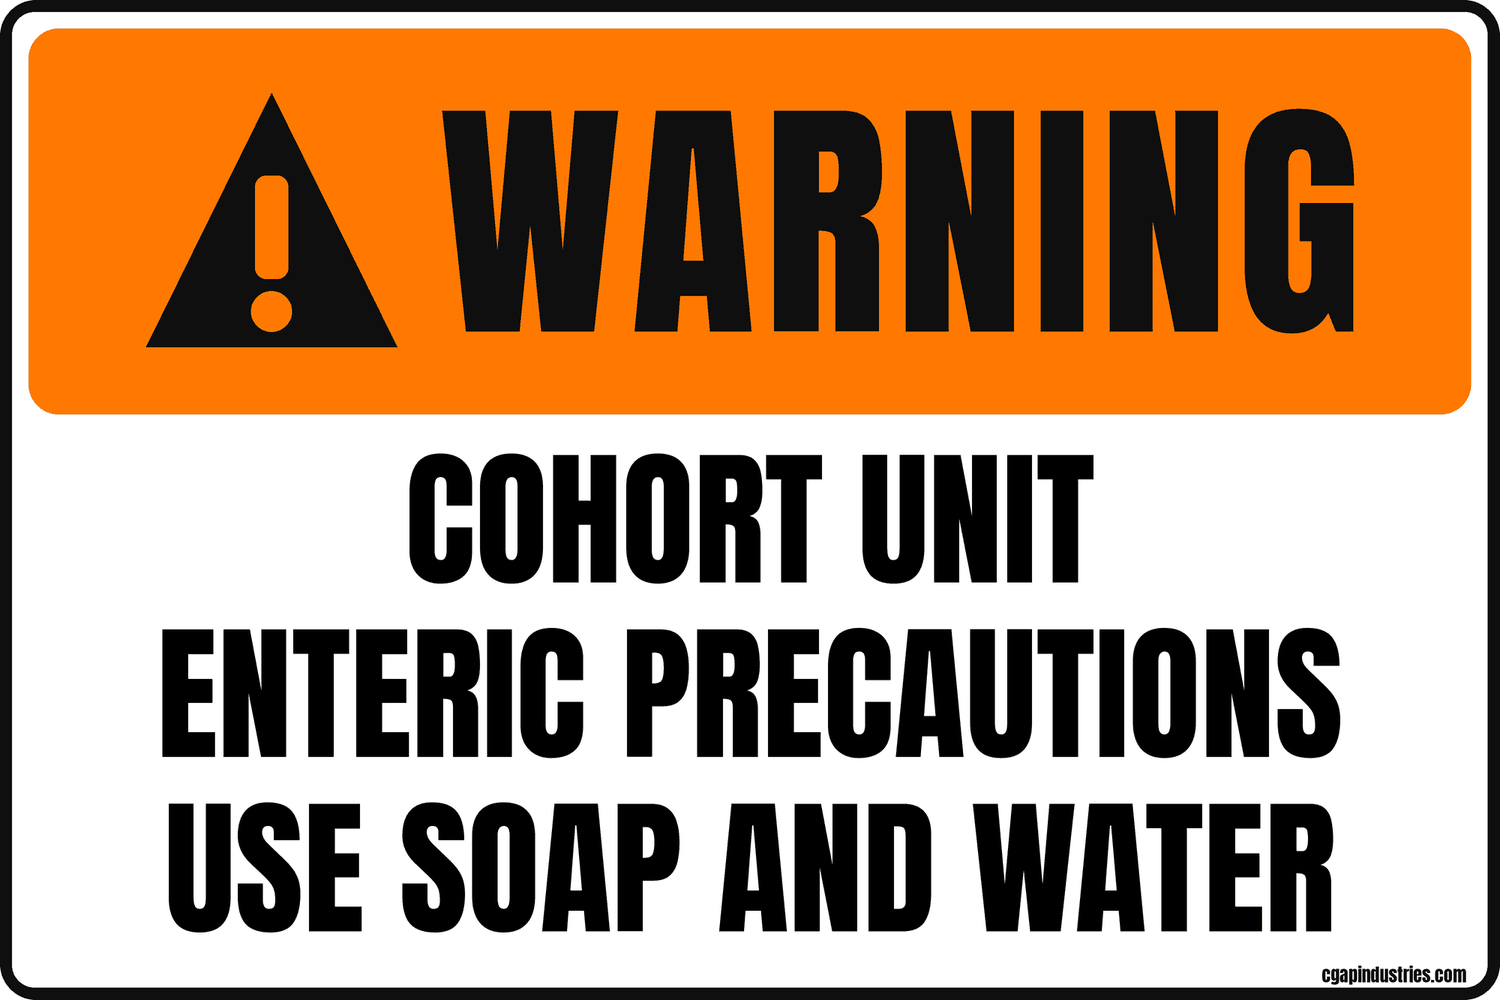 WARNING
COHORT UNIT
ENTERIC PRECAUTIONS
USE SOAP AND WATER
cgapindustries.com